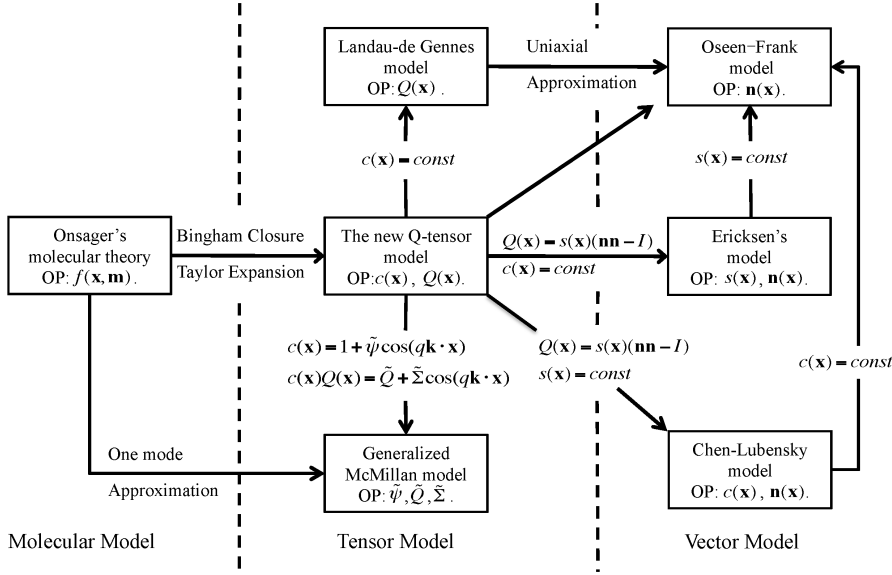 Landau-de Gennes
model
OP: Q(x) .
Uniaxial
Approximation
Oseen−Frank
model
OP: n(x).
c(x) = const
s(x) = const
Onsager's
molecular theory
OP: f(x, m).
Bingham Closure
Taylor Expansion
The new Q-tensor
model
OP:c(x) , Q(x).
Q(x) = s(x)(nn − I)
c(x) = const
Ericksen's
model
OP: s(x), n(x).
c(x) = 1 + ψ̃ cos(qk · x)
c(x)Q(x) = Q̃ + Σ̃ cos(qk · x)
Q(x) = s(x)(nn − I)
s(x) = const
c(x) = const
One mode
Approximation
Generalized
McMillan model
OP: ψ̃ , Q̃ , Σ̃ .
Chen-Lubensky
model
OP: c(x) , n(x).
Molecular Model
Tensor Model
Vector Model